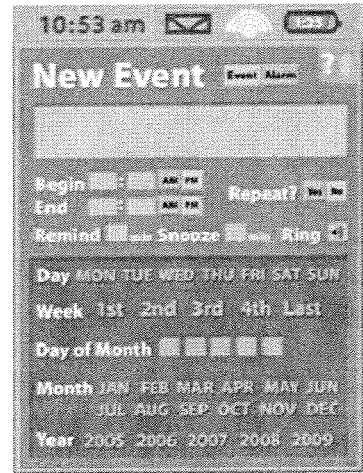 10:53 am
New Event Event Alarm ?
Begin : AM PM
End : AM PM
Repeat? Yes No
Remind min Snooze min Ring
Day MON TUE WED THU FRI SAT SUN
Week 1st 2nd 3rd 4th Last
Day of Month
Month JAN FEB MAR APR MAY JUN
JUL AUG SEP OCT NOV DEC
Year 2005 2006 2007 2008 2009